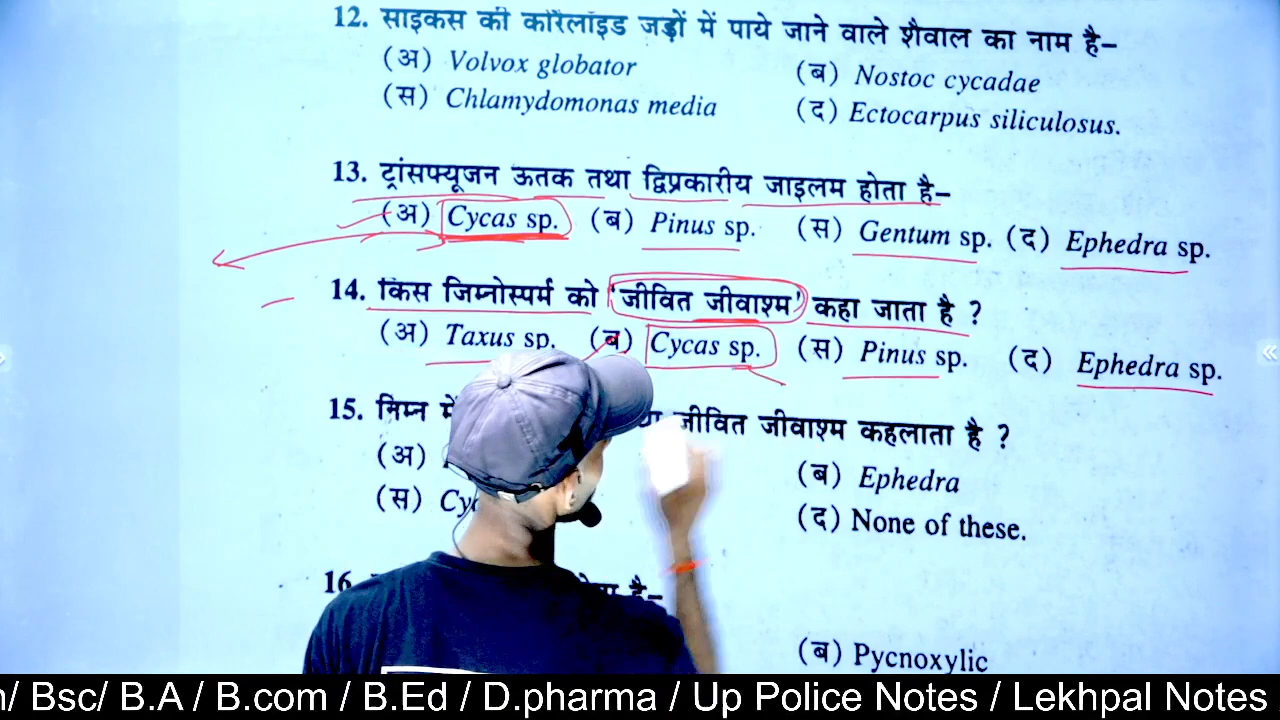 12. साइकस की कॉरेलॉइड जड़ों में पाये जाने वाले शैवाल का नाम है–
(अ) Volvox globator (ब) Nostoc cycadae
(स) Chlamydomonas media (द) Ectocarpus siliculosus.
13. ट्रांसफ्यूजन ऊतक तथा द्विप्रकारीय जाइलम होता है–
(अ) Cycas sp. (ब) Pinus sp. (स) Gentum sp. (द) Ephedra sp.
14. किस जिम्नोस्पर्म को 'जीवित जीवाश्म' कहा जाता है ?
(अ) Taxus sp. (ब) Cycas sp. (स) Pinus sp. (द) Ephedra sp.
15. निम्न में जीवित जीवाश्म कहलाता है ?
(अ) (ब) Ephedra
(स) (द) None of these.
16. है–
(ब) Pycnoxylic
/ Bsc/ B.A / B.com / B.Ed / D.pharma / Up Police Notes / Lekhpal Notes